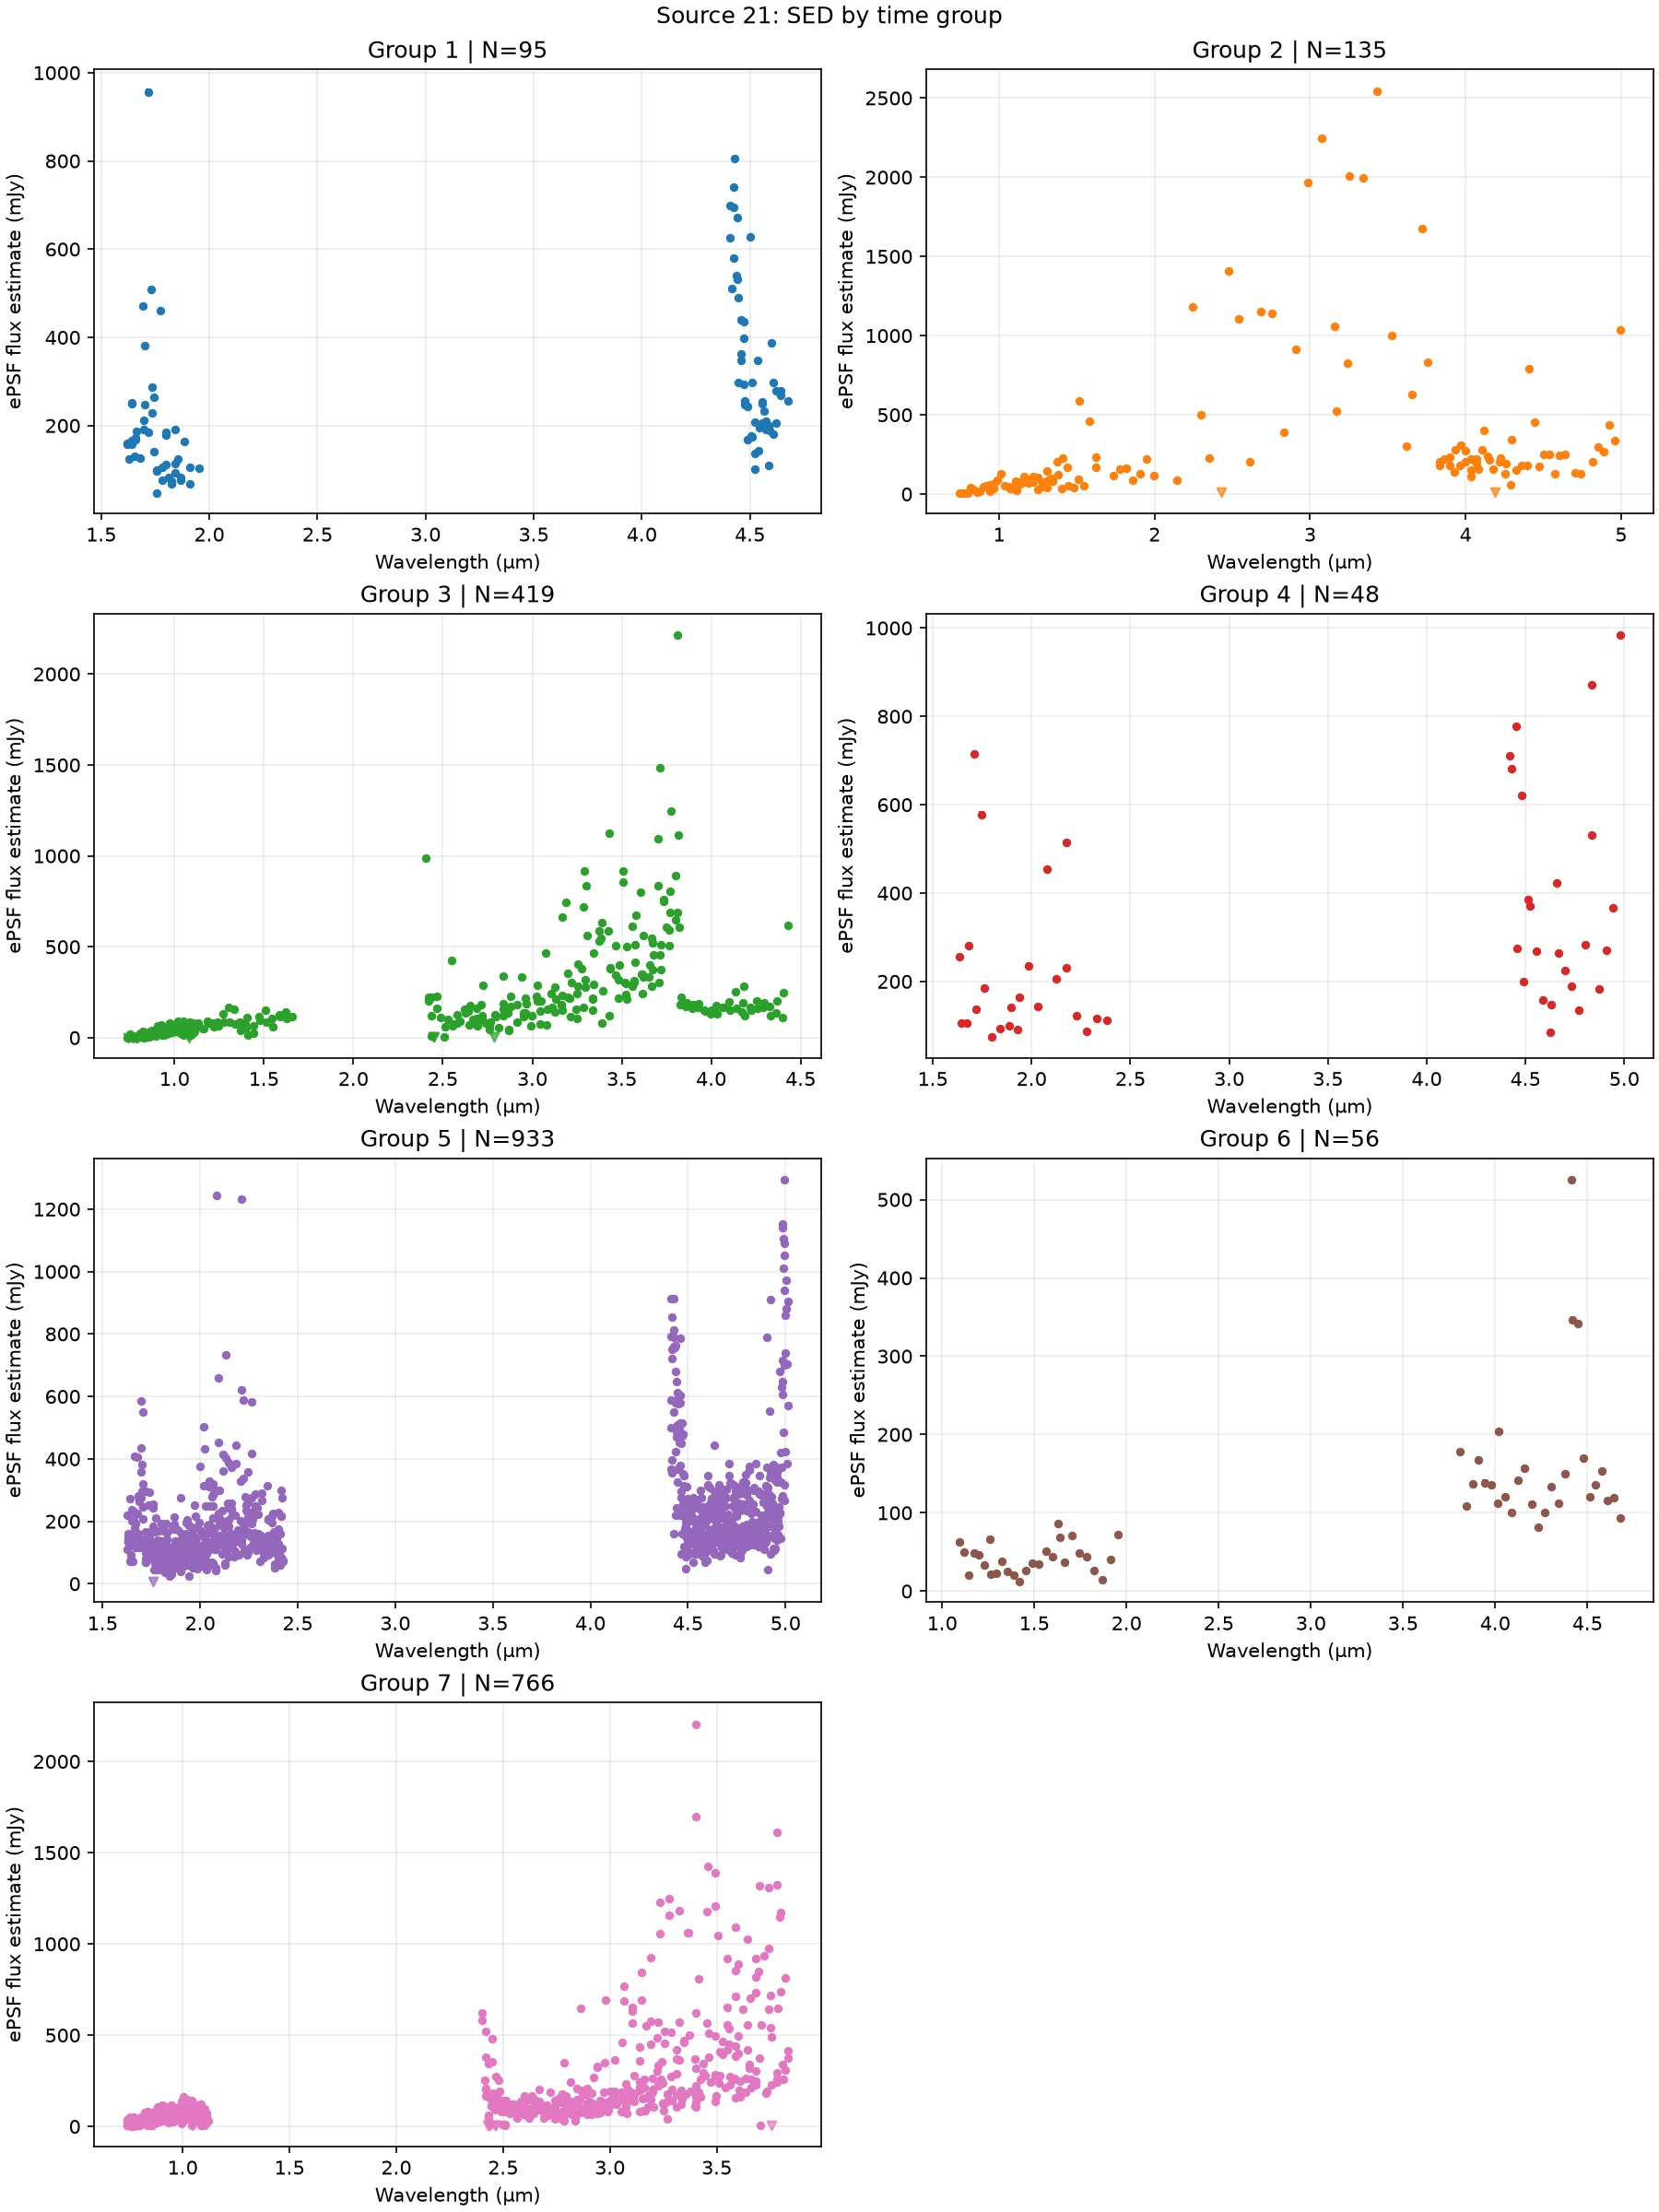 Source 21: SED by time group
Group 1 | N=95
1000
800
600
400
200
ePSF flux estimate (mJy)
1.5 2.0 2.5 3.0 3.5 4.0 4.5
Wavelength (µm)
Group 2 | N=135
2500
2000
1500
1000
500
0
ePSF flux estimate (mJy)
1 2 3 4 5
Wavelength (µm)
Group 3 | N=419
2000
1500
1000
500
0
ePSF flux estimate (mJy)
1.0 1.5 2.0 2.5 3.0 3.5 4.0 4.5
Wavelength (µm)
Group 4 | N=48
1000
800
600
400
200
ePSF flux estimate (mJy)
1.5 2.0 2.5 3.0 3.5 4.0 4.5 5.0
Wavelength (µm)
Group 5 | N=933
1200
1000
800
600
400
200
0
ePSF flux estimate (mJy)
1.5 2.0 2.5 3.0 3.5 4.0 4.5 5.0
Wavelength (µm)
Group 6 | N=56
500
400
300
200
100
0
ePSF flux estimate (mJy)
1.0 1.5 2.0 2.5 3.0 3.5 4.0 4.5
Wavelength (µm)
Group 7 | N=766
2000
1500
1000
500
0
ePSF flux estimate (mJy)
1.0 1.5 2.0 2.5 3.0 3.5
Wavelength (µm)